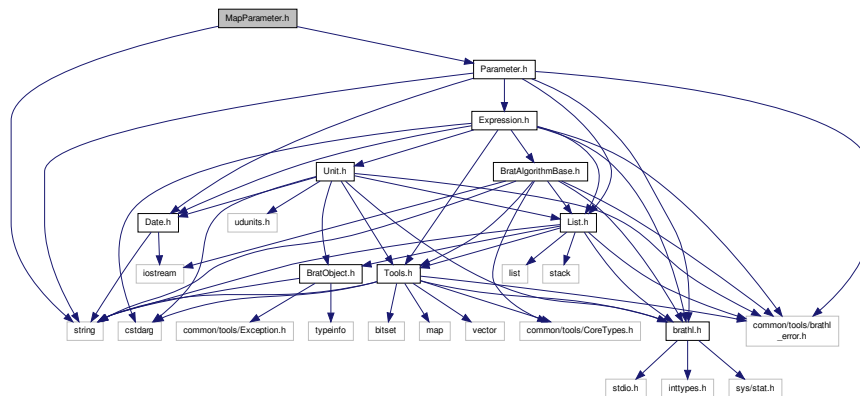 MapParameter.h
Parameter.h
Expression.h
Unit.h
BratAlgorithmBase.h
Date.h
udunits.h
List.h
iostream
BratObject.h
Tools.h
list
stack
string
cstdarg
common/tools/Exception.h
typeinfo
bitset
map
vector
common/tools/CoreTypes.h
brathl.h
common/tools/brathl
_error.h
stdio.h
inttypes.h
sys/stat.h